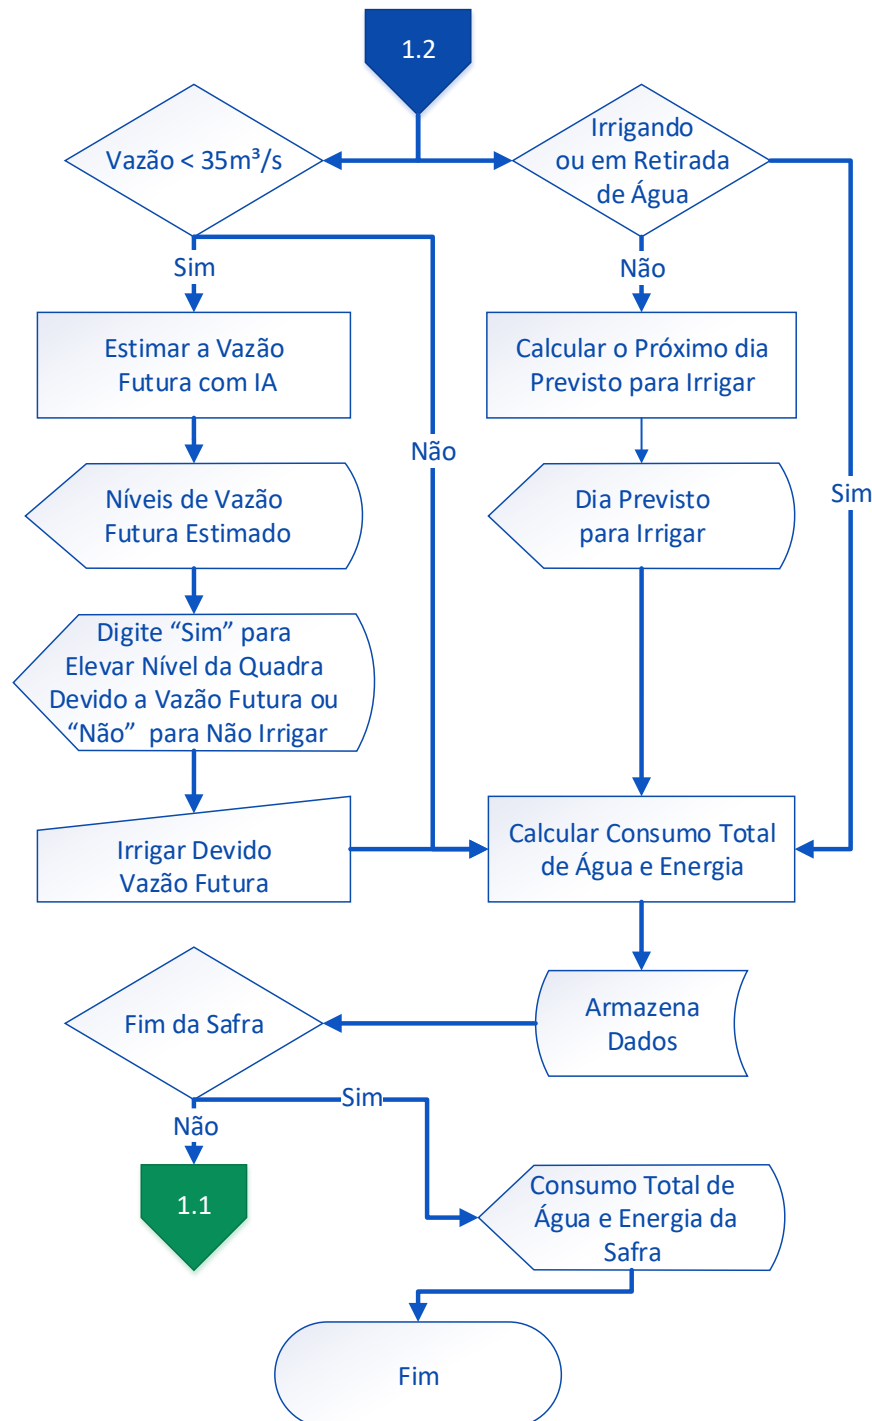 1.2
Vazão < 35m³/s
Irrigando
ou em Retirada
de Água
Sim
Não
Estimar a Vazão
Futura com IA
Calcular o Próximo dia
Previsto para Irrigar
Não
Sim
Níveis de Vazão
Futura Estimado
Dia Previsto
para Irrigar
Digite “Sim” para
Elevar Nível da Quadra
Devido a Vazão Futura ou
“Não” para Não Irrigar
Irrigar Devido
Vazão Futura
Calcular Consumo Total
de Água e Energia
Armazena
Dados
Fim da Safra
Sim
Não
1.1
Consumo Total de
Água e Energia da
Safra
Fim